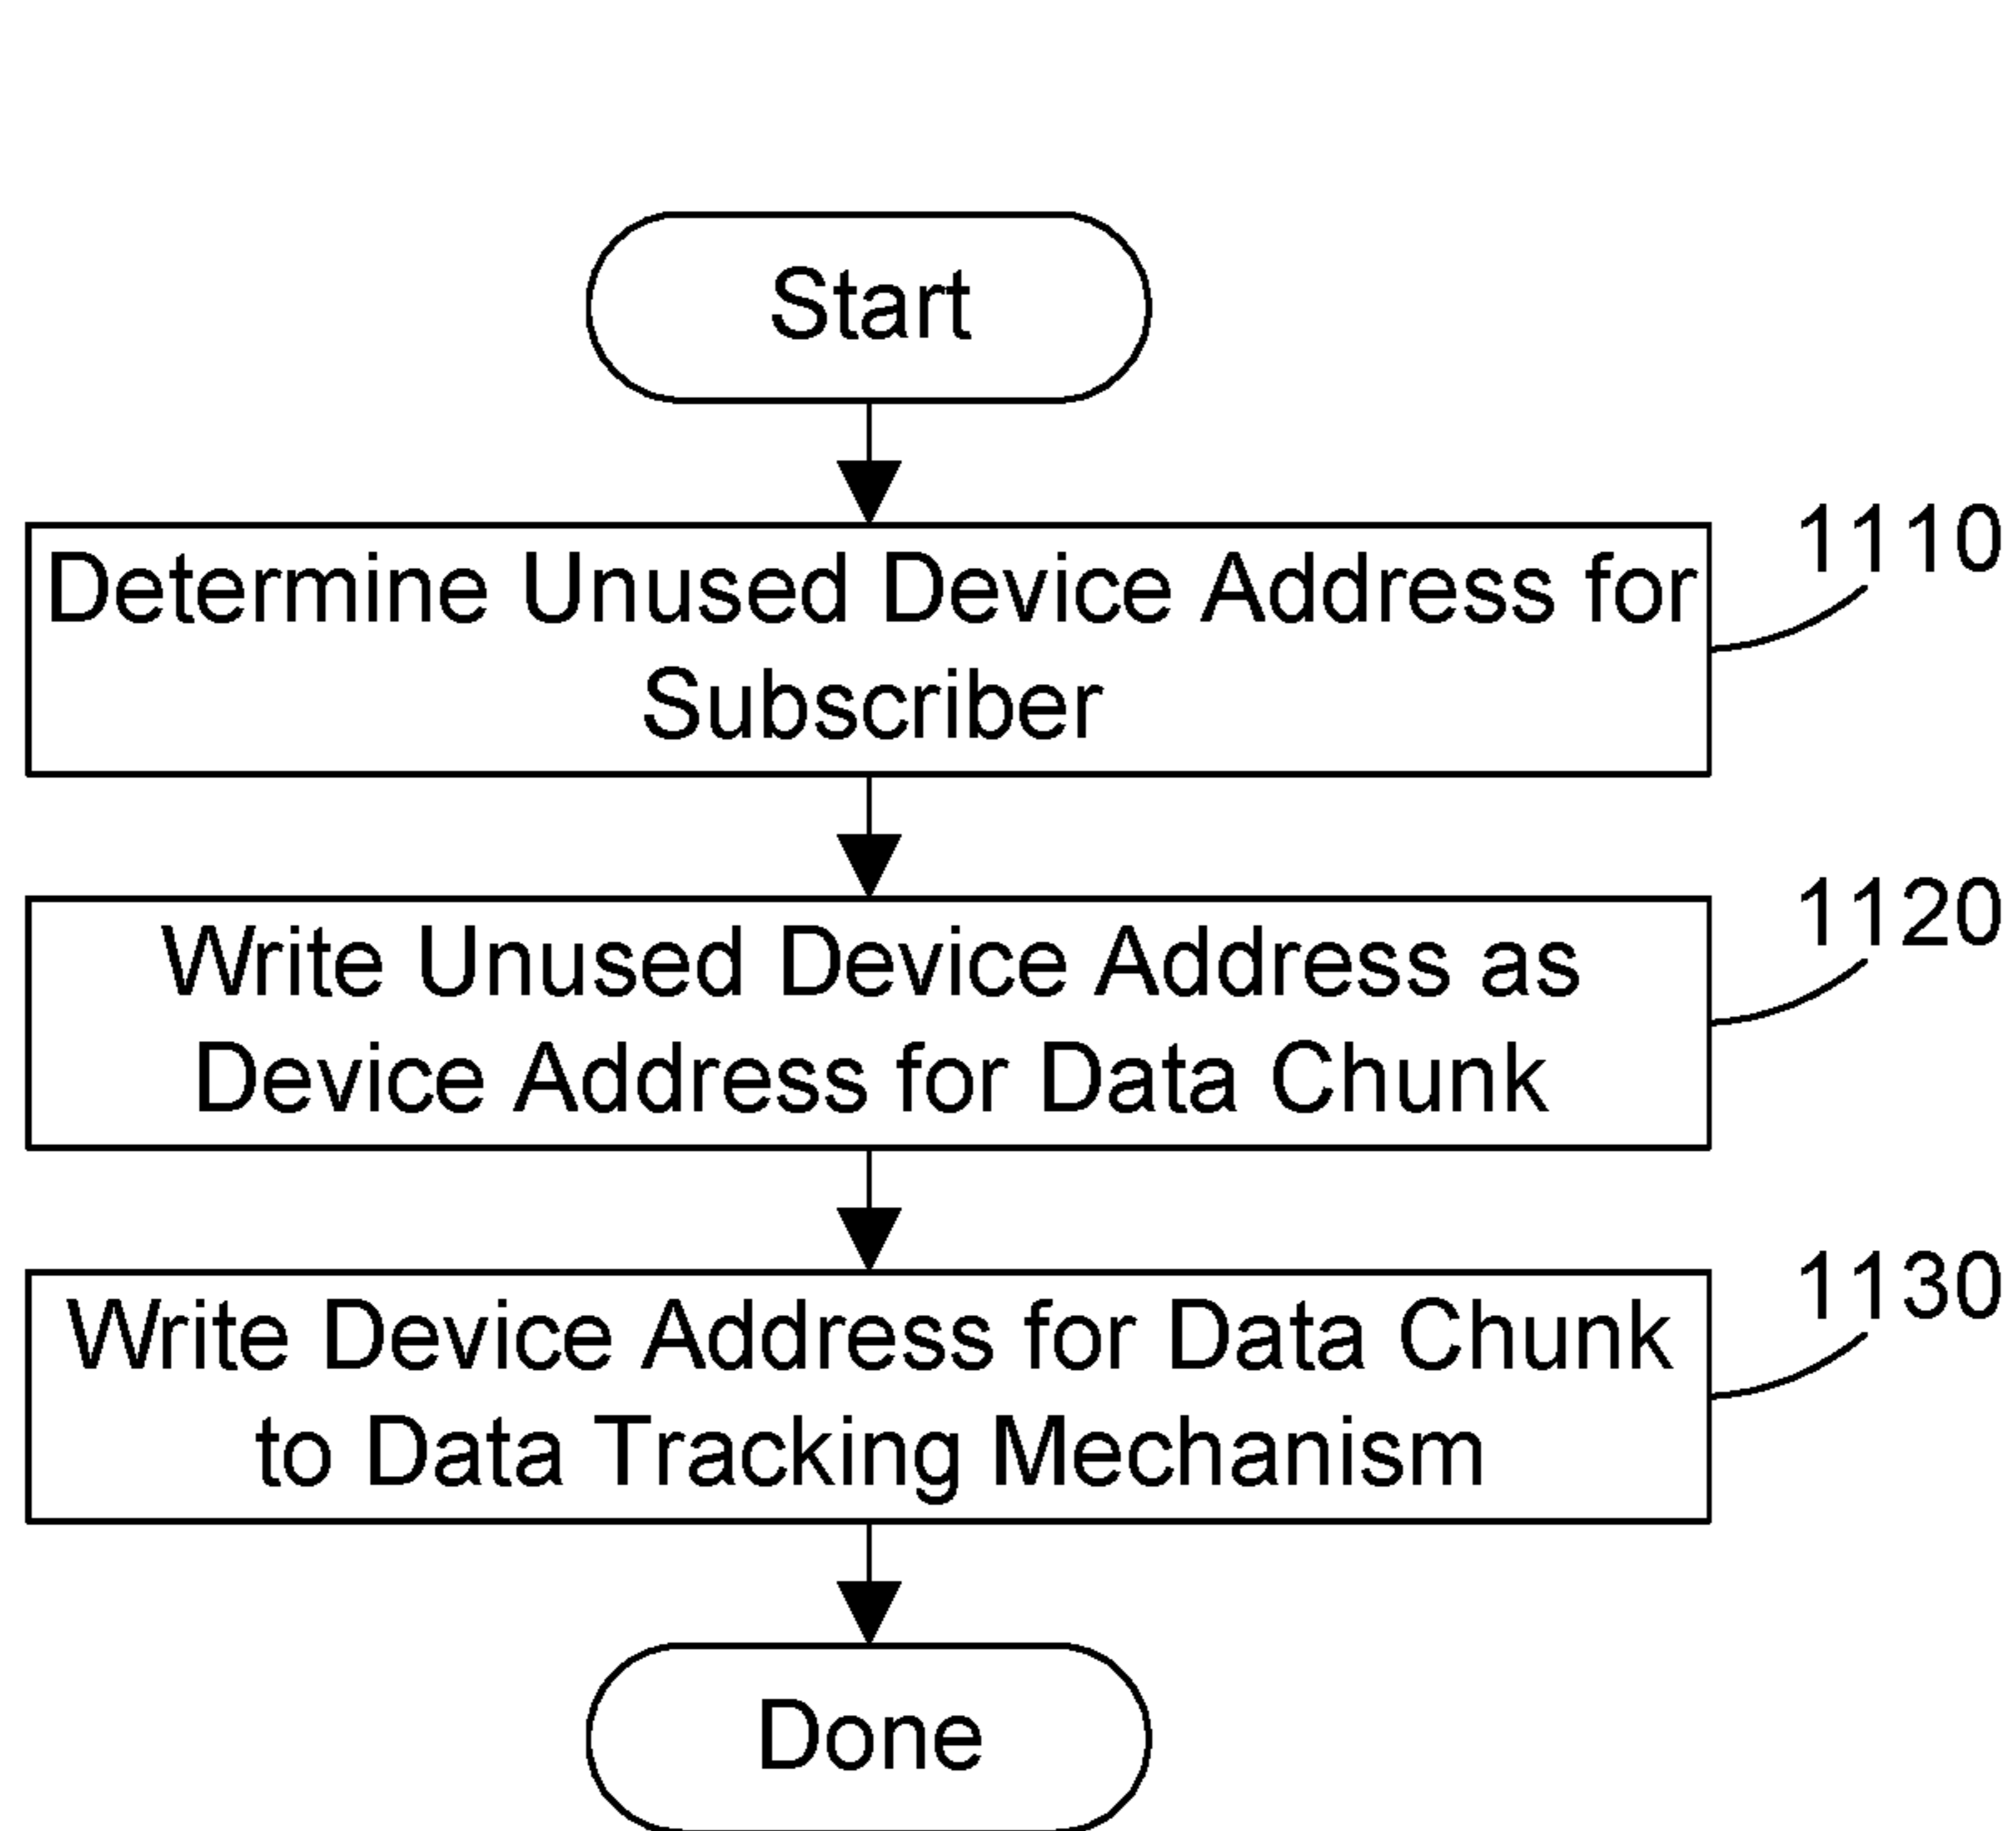 Start
Determine Unused Device Address for
Subscriber
1110
Write Unused Device Address as
Device Address for Data Chunk
1120
Write Device Address for Data Chunk
to Data Tracking Mechanism
1130
Done